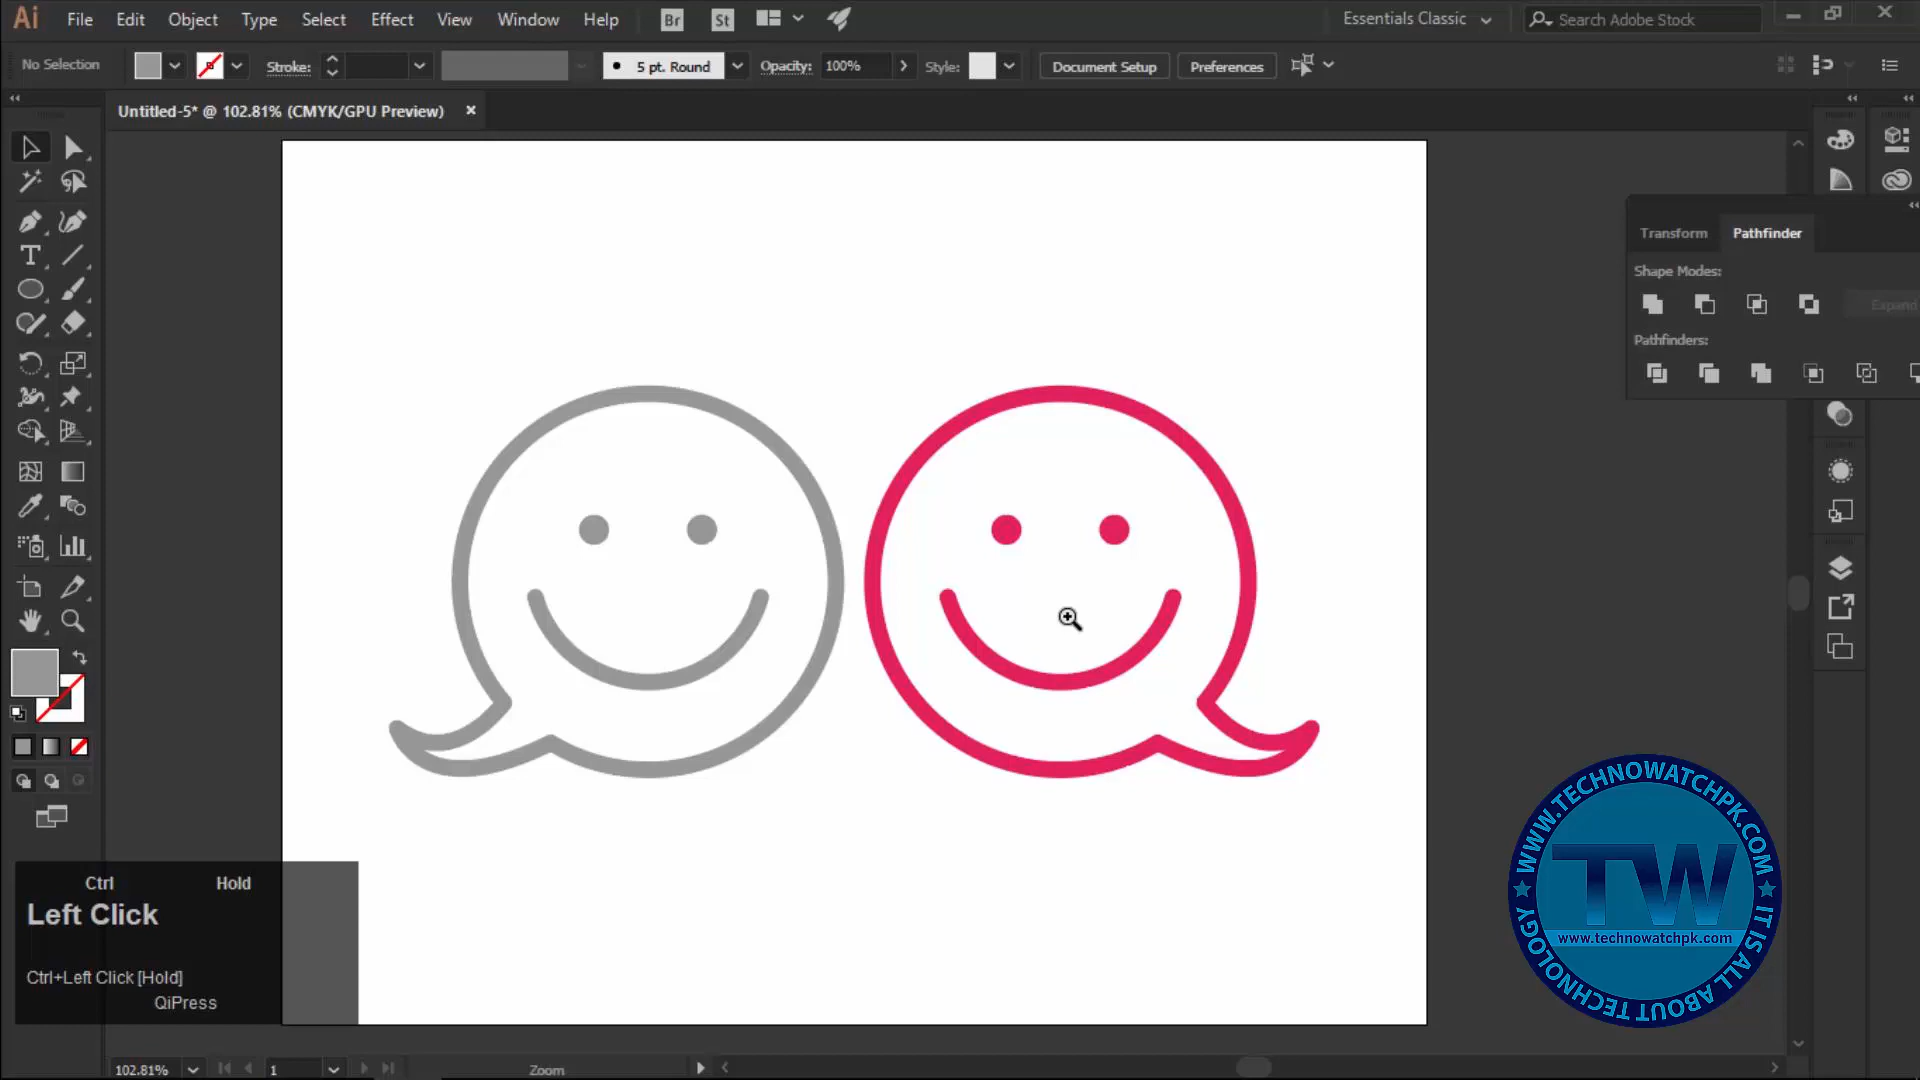 Ai File Edit Object Type Select Effect View Window Help Br St Essentials Classic Search Adobe Stock
No Selection Stroke: 5 pt. Round Opacity: 100% Style: Document Setup Preferences
Untitled-5* @ 102.81% (CMYK/GPU Preview)
Transform Pathfinder
Shape Modes:
Expand
Pathfinders:
Ctrl Hold
Left Click
Ctrl+Left Click [Hold]
QiPress
WWW.TECHNOWATCHPK.COM
TW
www.technowatchpk.com
IT IS ALL ABOUT TECHNOLOGY
102.81% 1 Zoom